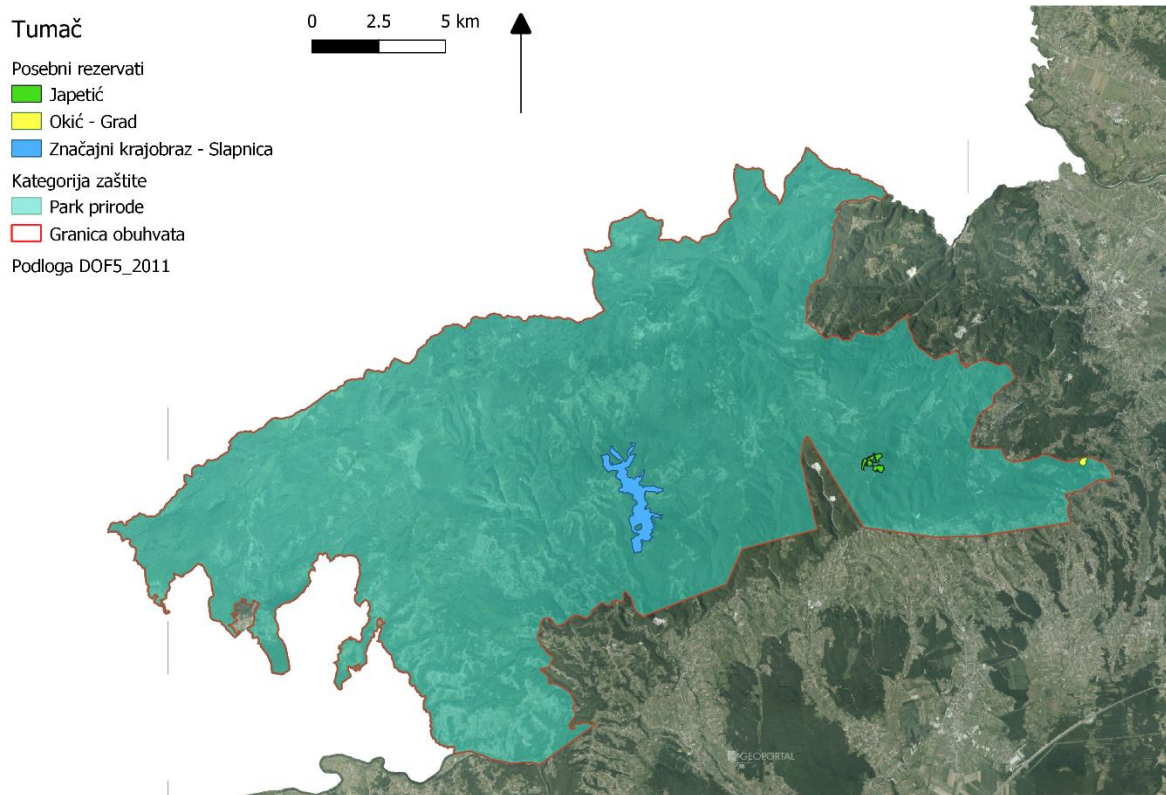 Tumač
Posebni rezervati
Japetić
Okić - Grad
Značajni krajobraz - Slapnica
Kategorija zaštite
Park prirode
Granica obuhvata
Podloga DOF5_2011
0 2.5 5 km
GEOPORTAL